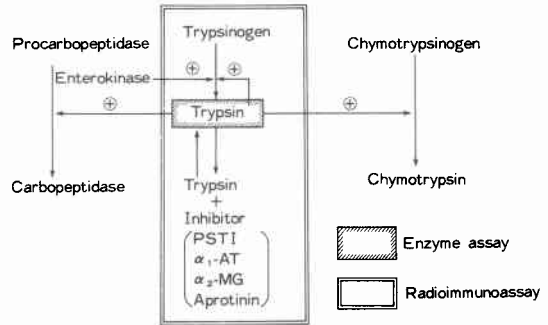 Procarbopeptidase
Trypsinogen
Chymotrypsinogen
Enterokinase
⊕
⊕
⊕
⊕
Trypsin
Carbopeptidase
Chymotrypsin
Trypsin
+
Inhibitor
PSTI
α₁-AT
α₂-MG
Aprotinin
Enzyme assay
Radioimmunoassay